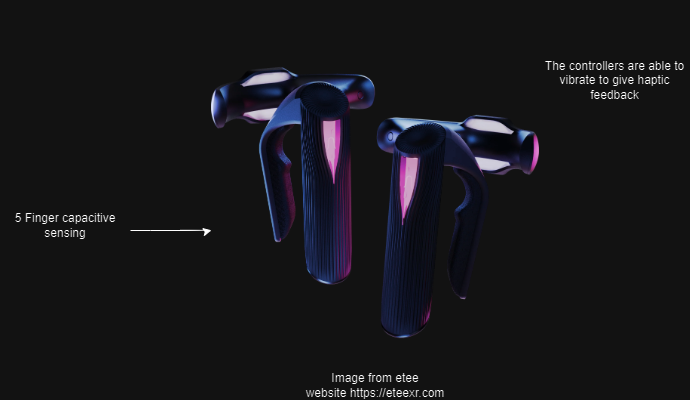 The controllers are able to
vibrate to give haptic
feedback
5 Finger capacitive
sensing
Image from etee
website https://eteexr.com